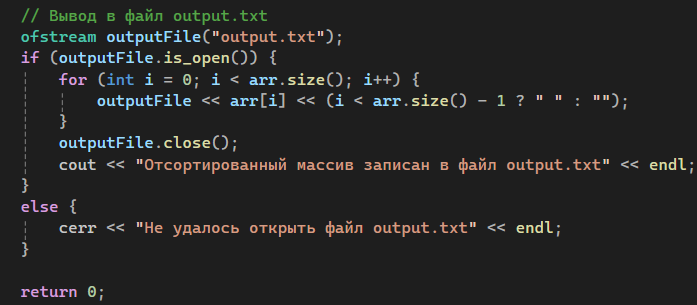 // Вывод в файл output.txt
ofstream outputFile("output.txt");
if (outputFile.is_open()) {
    for (int i = 0; i < arr.size(); i++) {
        outputFile << arr[i] << (i < arr.size() - 1 ? " " : "");
    }
    outputFile.close();
    cout << "Отсортированный массив записан в файл output.txt" << endl;
}
else {
    cerr << "Не удалось открыть файл output.txt" << endl;
}

return 0;